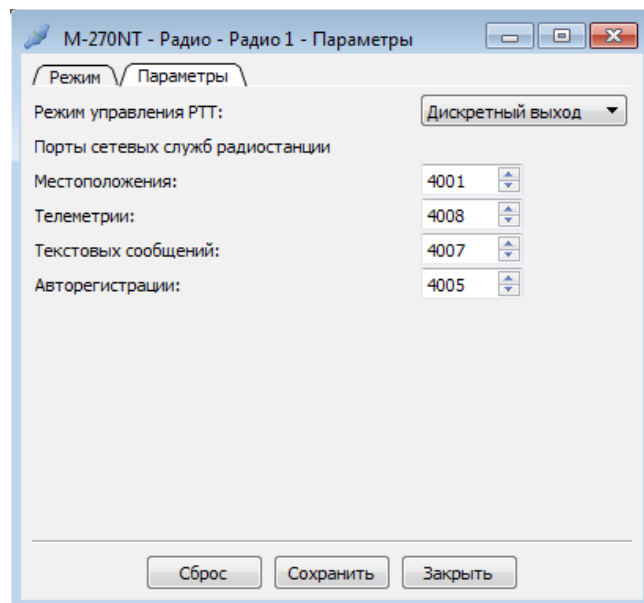 M-270NT - Радио - Радио 1 - Параметры
Режим Параметры
Режим управления PTT: Дискретный выход
Порты сетевых служб радиостанции
Местоположения: 4001
Телеметрии: 4008
Текстовых сообщений: 4007
Авторегистрации: 4005
Сброс Сохранить Закрыть